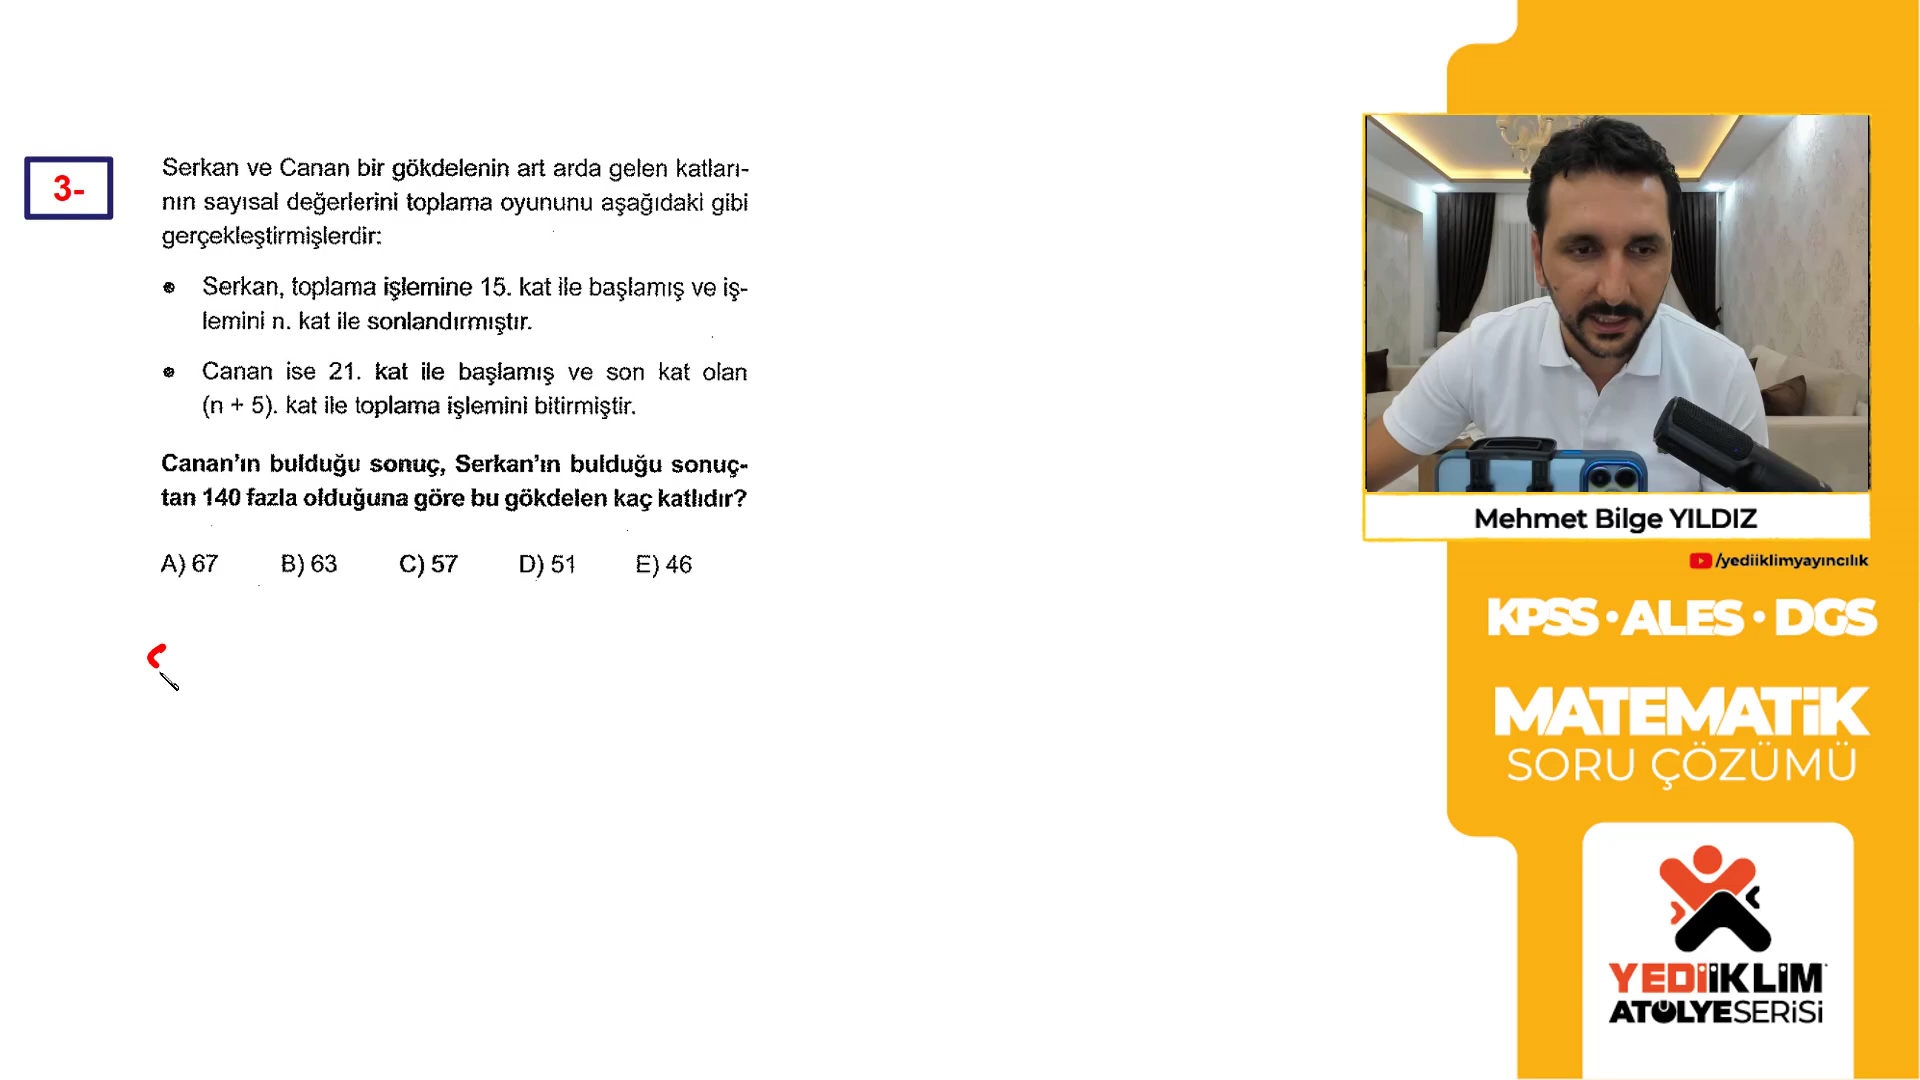 3-
Serkan ve Canan bir gökdelenin art arda gelen katları-
nın sayısal değerlerini toplama oyununu aşağıdaki gibi
gerçekleştirmişlerdir:
• Serkan, toplama işlemine 15. kat ile başlamış ve iş-
lemini n. kat ile sonlandırmıştır.
• Canan ise 21. kat ile başlamış ve son kat olan
(n + 5). kat ile toplama işlemini bitirmiştir.
Canan'ın bulduğu sonuç, Serkan'ın bulduğu sonuç-
tan 140 fazla olduğuna göre bu gökdelen kaç katlıdır?
A) 67 B) 63 C) 57 D) 51 E) 46
Mehmet Bilge YILDIZ
/yediiklimyayıncılık
KPSS • ALES • DGS
MATEMATiK
SORU ÇÖZÜMÜ
YEDİİKLİM
ATÖLYESERİSİ